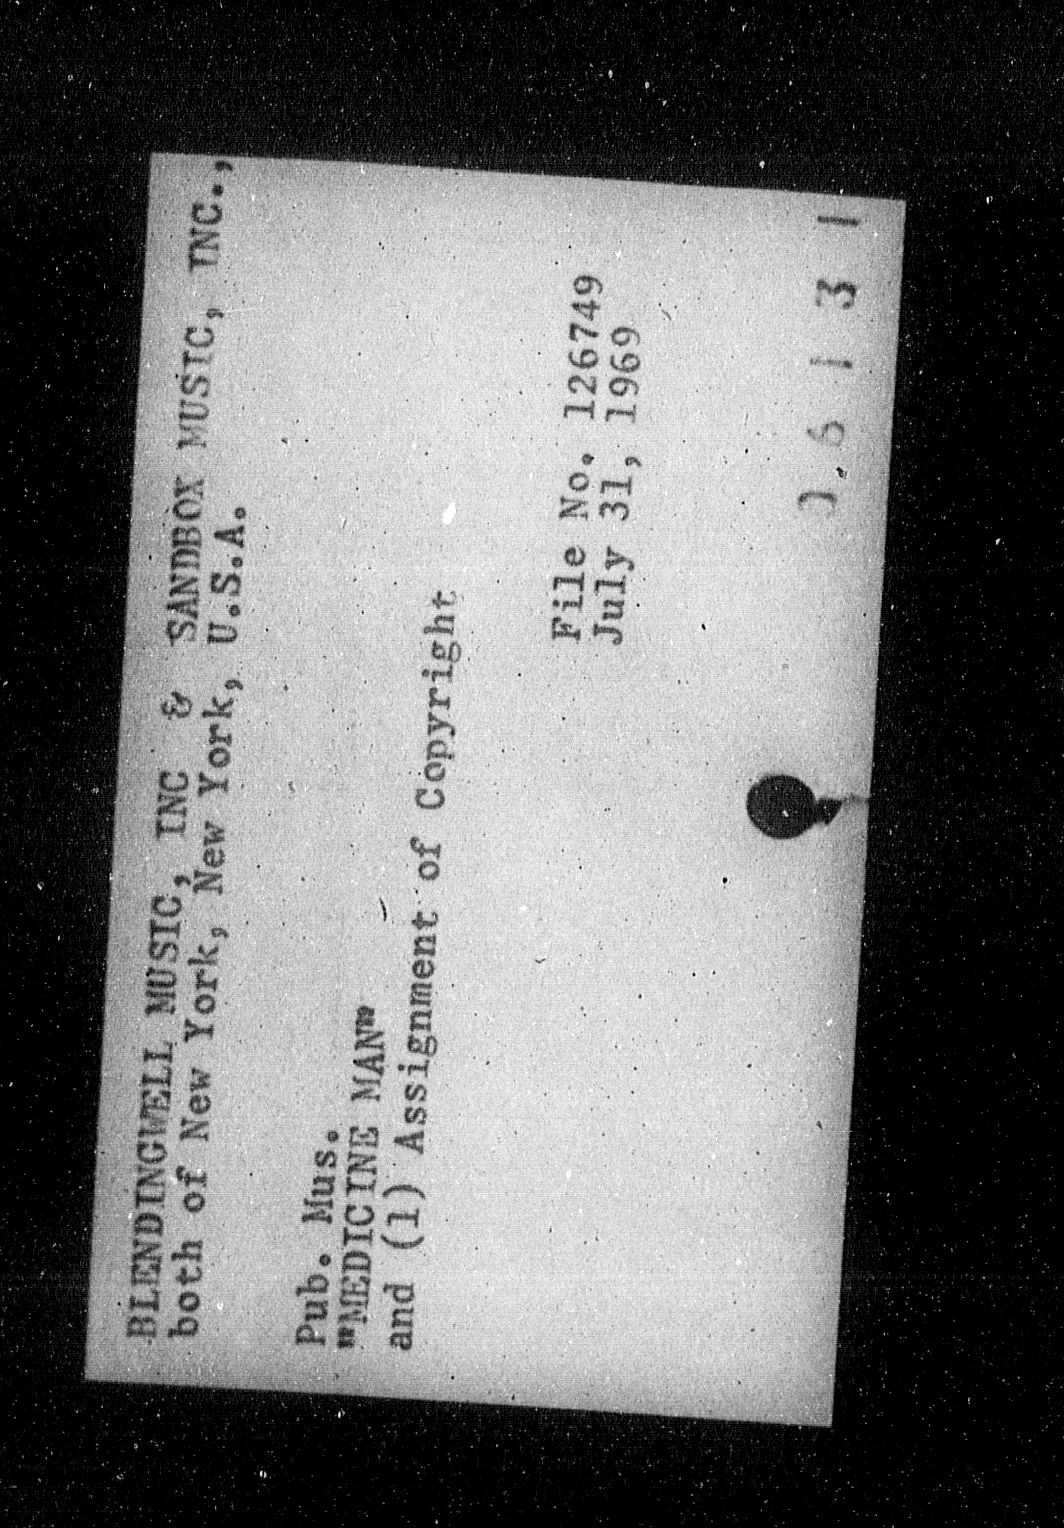 BLENDINGWELL MUSIC, INC & SANDBOX MUSIC, INC.,
both of New York, New York, U.S.A.
Pub. Mus.
"MEDICINE MAN"
and (1) Assignment of Copyright
File No. 126749
July 31, 1969